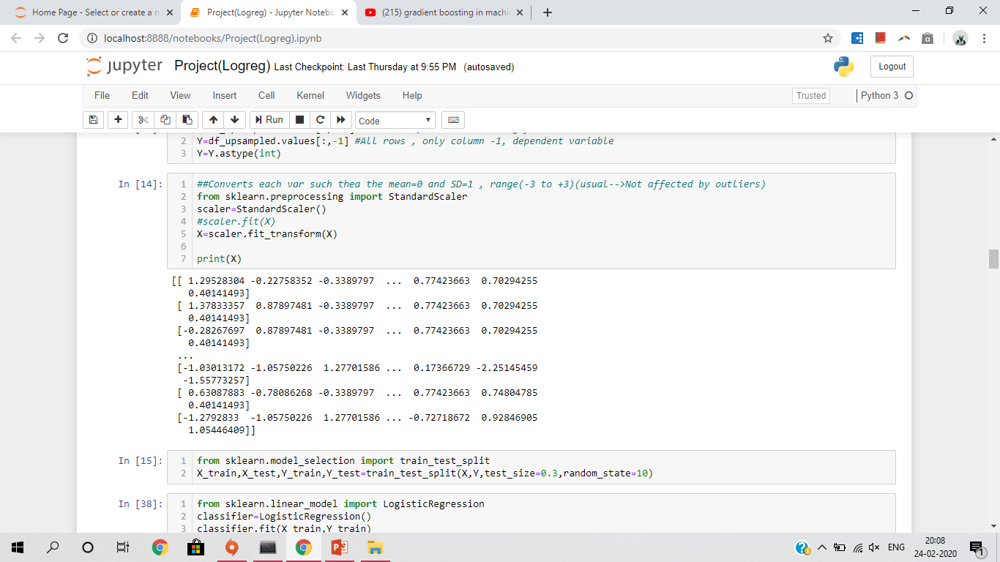 Home Page - Select or create a n
Project(Logreg) - Jupyter Notebo
(215) gradient boosting in machi
localhost:8888/notebooks/Project(Logreg).ipynb
jupyter Project(Logreg) Last Checkpoint: Last Thursday at 9:55 PM (autosaved)
Logout
File Edit View Insert Cell Kernel Widgets Help
Trusted
Python 3
Run
Code
2 Y=df_upsampled.values[:,-1] #All rows , only column -1, dependent variable
3 Y=Y.astype(int)
In [14]:
1 ##Converts each var such thea the mean=0 and SD=1 , range(-3 to +3)(usual-->Not affected by outliers)
2 from sklearn.preprocessing import StandardScaler
3 scaler=StandardScaler()
4 #scaler.fit(X)
5 X=scaler.fit_transform(X)
6
7 print(X)
[[ 1.29528304 -0.22758352 -0.3389797 ... 0.77423663 0.70294255
0.40141493]
[ 1.37833357 0.87897481 -0.3389797 ... 0.77423663 0.70294255
0.40141493]
[-0.28267697 0.87897481 -0.3389797 ... 0.77423663 0.70294255
0.40141493]
...
[-1.03013172 -1.05750226 1.27701586 ... 0.17366729 -2.25145459
-1.55773257]
[ 0.63087883 -0.78086268 -0.3389797 ... 0.77423663 0.74804785
0.40141493]
[-1.2792833 -1.05750226 1.27701586 ... -0.72718672 0.92846905
1.05446409]]
In [15]:
1 from sklearn.model_selection import train_test_split
2 X_train,X_test,Y_train,Y_test=train_test_split(X,Y,test_size=0.3,random_state=10)
In [38]:
1 from sklearn.linear_model import LogisticRegression
2 classifier=LogisticRegression()
3 classifier.fit(X_train,Y_train)
ENG
20:08
24-02-2020
1